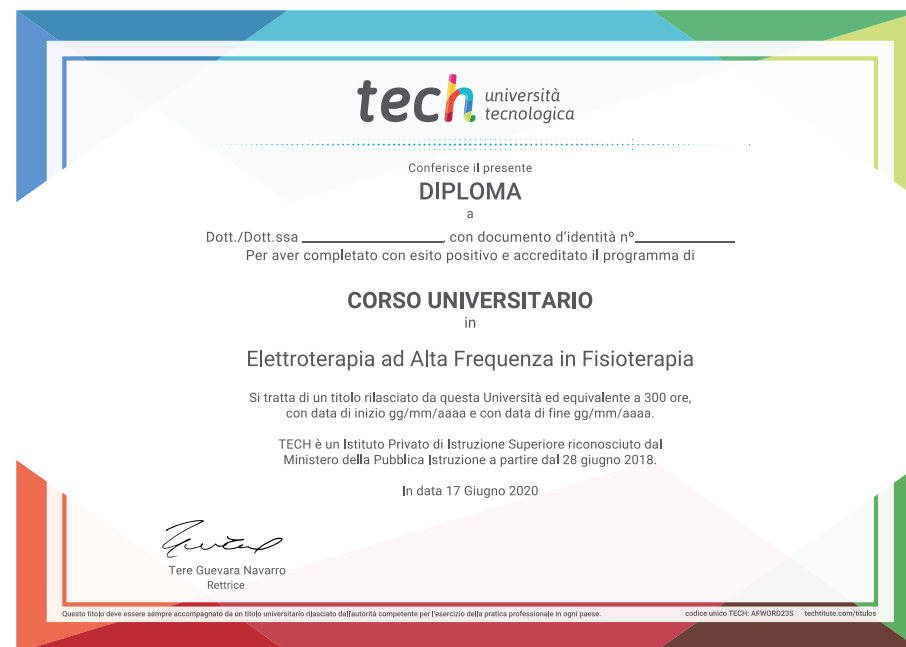 tech università
tecnologica
Conferisce il presente
DIPLOMA
a
Dott./Dott.ssa ____________________, con documento d'identità nº______________
Per aver completato con esito positivo e accreditato il programma di
CORSO UNIVERSITARIO
in
Elettroterapia ad Alta Frequenza in Fisioterapia
Si tratta di un titolo rilasciato da questa Università ed equivalente a 300 ore,
con data di inizio gg/mm/aaaa e con data di fine gg/mm/aaaa.
TECH è un Istituto Privato di Istruzione Superiore riconosciuto dal
Ministero della Pubblica Istruzione a partire dal 28 giugno 2018.
In data 17 Giugno 2020
Tere Guevara Navarro
Rettrice
Questo titolo deve essere sempre accompagnato da un titolo universitario rilasciato dall'autorità competente per l'esercizio della pratica professionale in ogni paese. codice unico TECH: AFWORD23S techtitute.com/títulos